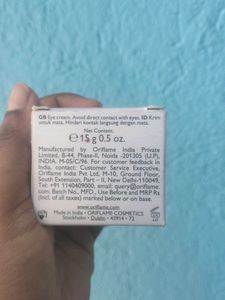 GB Eye cream. Avoid direct contact with eyes. ID Krim
untuk mata. Hindari kontak langsung dengan mata.
Net Content.
e 15 g 0.5 oz.
Manufactured by Oriflame India Private
Limited, B-44, Phase-II, Noida -201305 (U.P),
INDIA. M-05/C/96. For customer feedback in
India, contact: Customer Service Executive,
Oriflame India Pvt Ltd, M-10, Ground Floor,
South Extension, Part II, New Delhi-110049,
Tel. +91 1140409000, email: query@oriflame.
com. Batch No., MFD., Use Before and MRP Rs
(Incl. of all taxes) marked below or on base.
www.oriflame.com
Made in India • ORIFLAME COSMETICS
Stockholm - Dublin - 43914 - 72